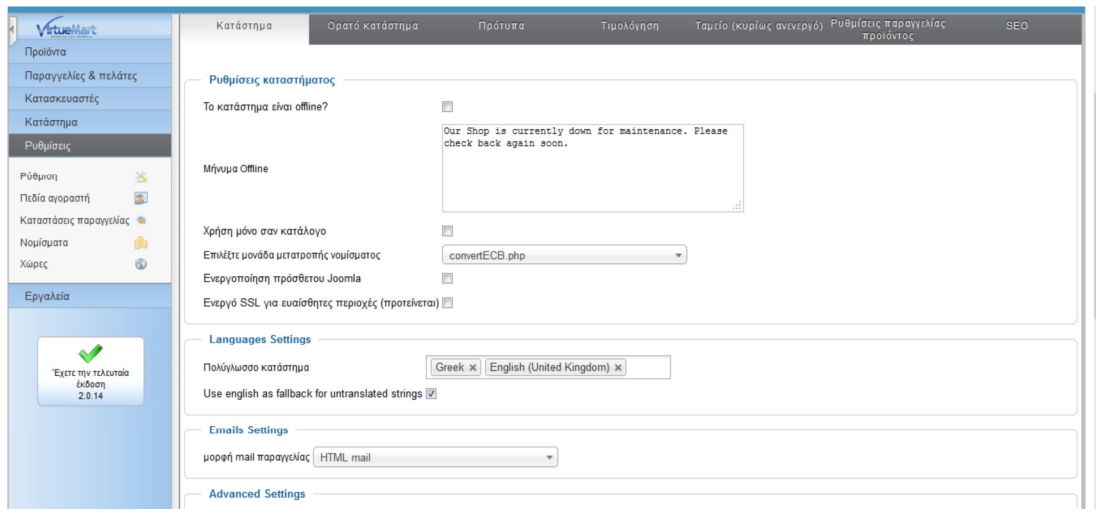 VirtueMart
Κατάστημα
Ορατό κατάστημα
Πρότυπα
Τιμολόγηση
Ταμείο (κυρίως ανενεργό)
Ρυθμίσεις παραγγελίας
προϊόντος
SEO
Προϊόντα
Παραγγελίες & πελάτες
Κατασκευαστές
Κατάστημα
Ρυθμίσεις
Ρύθμιση
Πεδία αγοραστή
Καταστάσεις παραγγελίας
Νομίσματα
Χώρες
Εργαλεία
Έχετε την τελευταία
έκδοση
2.0.14
Ρυθμίσεις καταστήματος
Το κατάστημα είναι offline?
Μήνυμα Offline
Our Shop is currently down for maintenance. Please
check back again soon.
Χρήση μόνο σαν κατάλογο
Επιλέξτε μονάδα μετατροπής νομίσματος convertECB.php
Ενεργοποίηση πρόσθετου Joomla
Ενεργό SSL για ευαίσθητες περιοχές (προτείνεται)
Languages Settings
Πολύγλωσσο κατάστημα Greek × English (United Kingdom) ×
Use english as fallback for untranslated strings
Emails Settings
μορφή mail παραγγελίας HTML mail
Advanced Settings